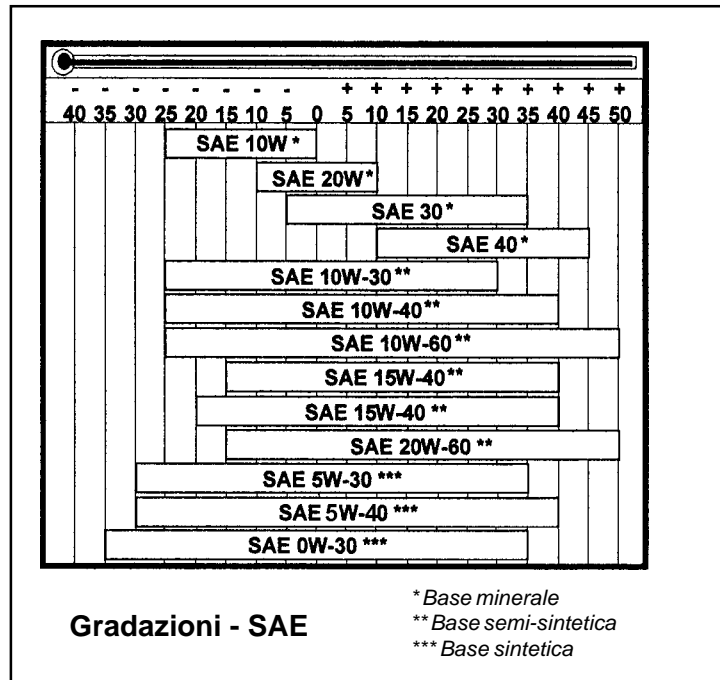 - - - - - - - - + + + + + + + + + +
40 35 30 25 20 15 10 5 0 5 10 15 20 25 30 35 40 45 50
SAE 10W *
SAE 20W *
SAE 30 *
SAE 40 *
SAE 10W-30 **
SAE 10W-40 **
SAE 10W-60 **
SAE 15W-40 **
SAE 15W-40 **
SAE 20W-60 **
SAE 5W-30 ***
SAE 5W-40 ***
SAE 0W-30 ***
Gradazioni - SAE
* Base minerale
** Base semi-sintetica
*** Base sintetica